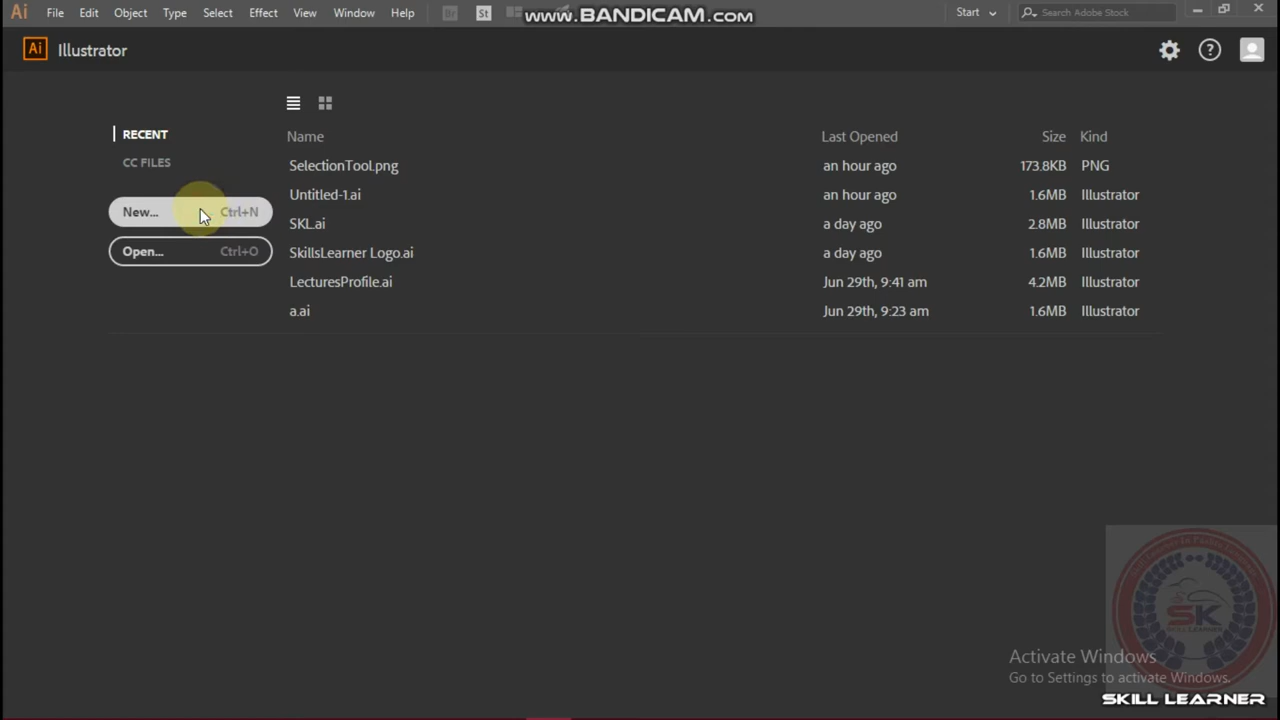 Ai File Edit Object Type Select Effect View Window Help Br St www.BANDICAM.com Start Search Adobe Stock
Ai Illustrator
RECENT
CC FILES
New... Ctrl+N
Open... Ctrl+O
Name Last Opened Size Kind
SelectionTool.png an hour ago 173.8KB PNG
Untitled-1.ai an hour ago 1.6MB Illustrator
SKL.ai a day ago 2.8MB Illustrator
SkillsLearner Logo.ai a day ago 1.6MB Illustrator
LecturesProfile.ai Jun 29th, 9:41 am 4.2MB Illustrator
a.ai Jun 29th, 9:23 am 1.6MB Illustrator
SK
SKILL LEARNER
Activate Windows
Go to Settings to activate Windows.
SKILL LEARNER